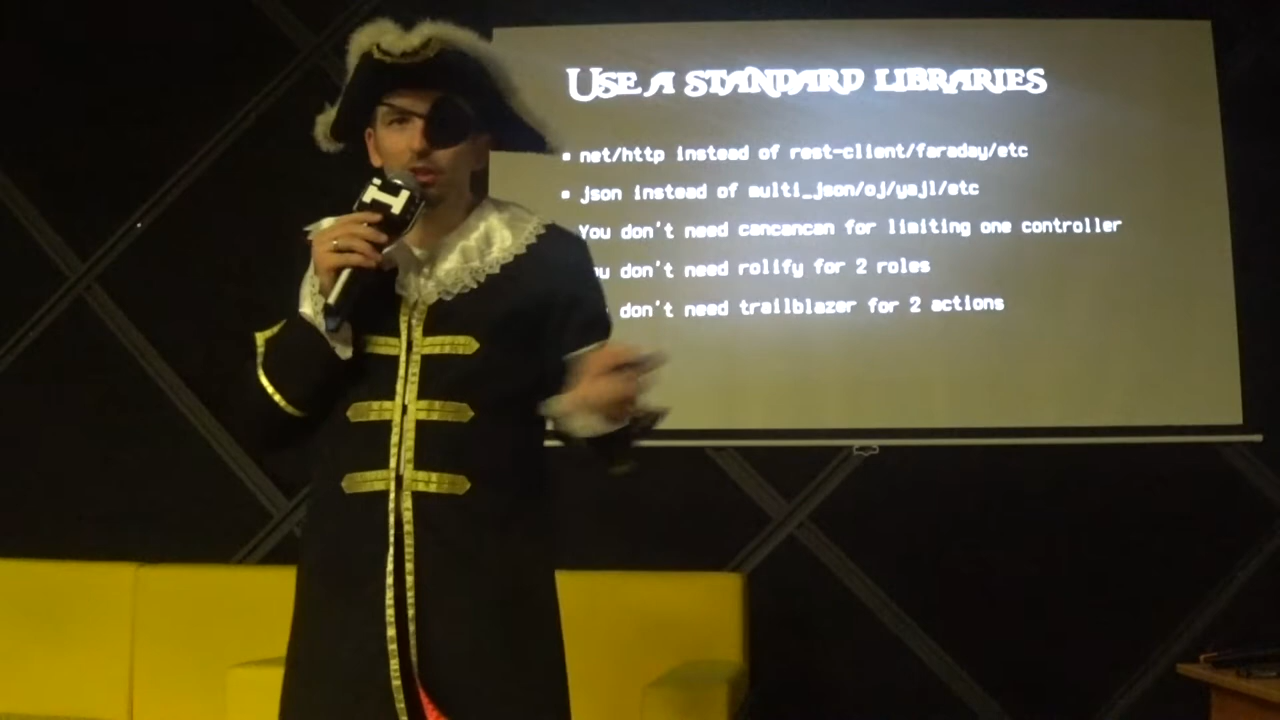 USE A STANDARD LIBRARIES
▪ net/http instead of rest-client/faraday/etc
▪ json instead of multi_json/oj/yajl/etc
You don't need cancancan for limiting one controller
don't need rolify for 2 roles
don't need trailblazer for 2 actions
I